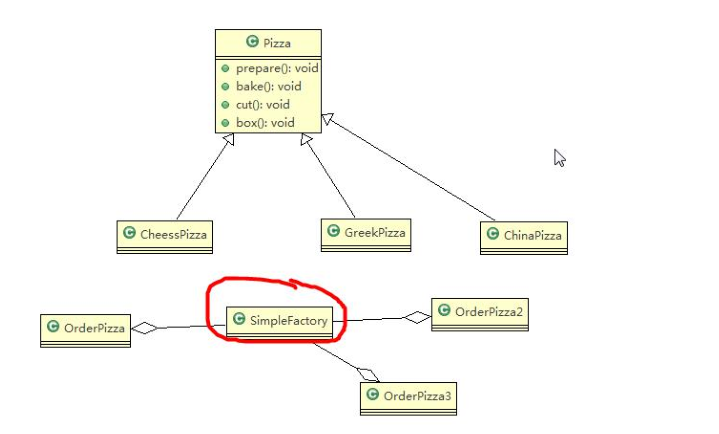 Pizza
prepare(): void
bake(): void
cut(): void
box(): void
CheessPizza
GreekPizza
ChinaPizza
OrderPizza
SimpleFactory
OrderPizza2
OrderPizza3